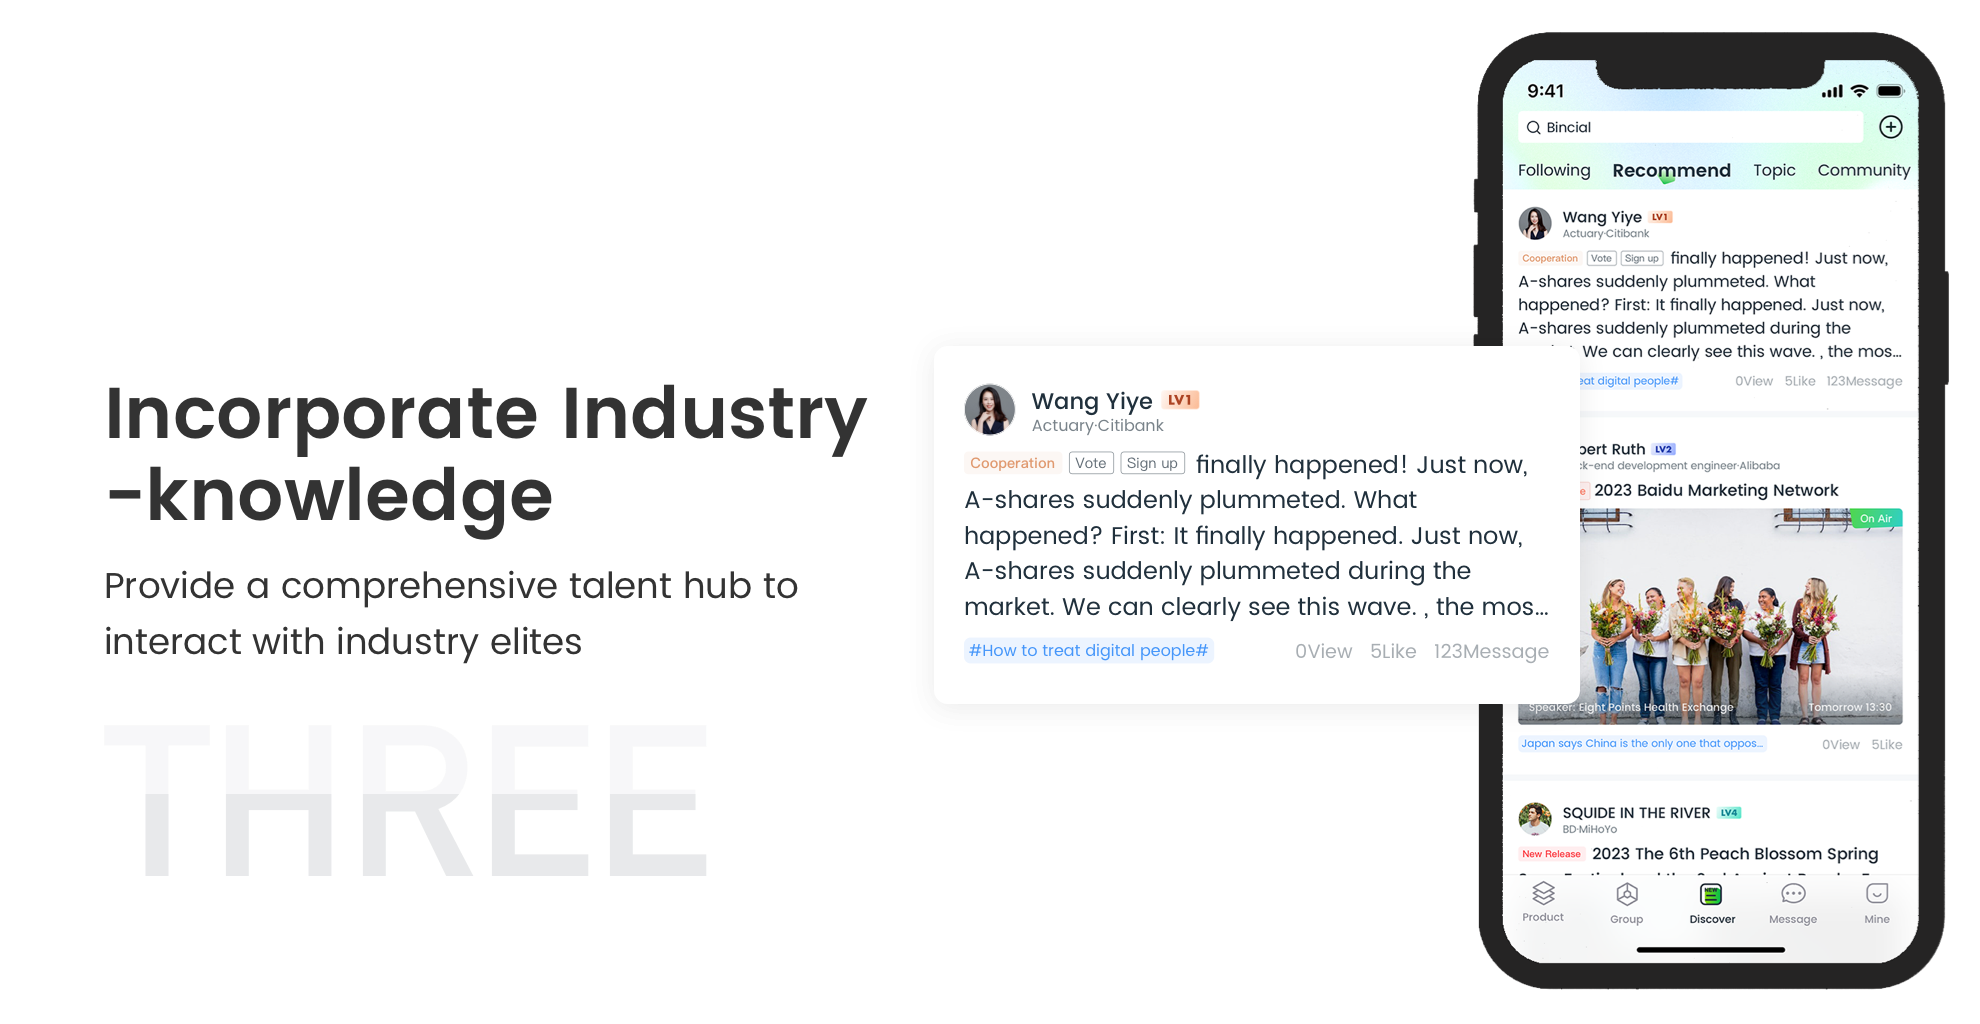 Incorporate Industry
-knowledge
Provide a comprehensive talent hub to
interact with industry elites
THREE
Wang Yiye LV1
Actuary·Citibank
Cooperation Vote Sign up finally happened! Just now,
A-shares suddenly plummeted. What
happened? First: It finally happened. Just now,
A-shares suddenly plummeted during the
market. We can clearly see this wave. , the mos...
#How to treat digital people# 0View 5Like 123Message
9:41
Bincial
Following Recommend Topic Community
Wang Yiye LV1
Actuary·Citibank
Cooperation Vote Sign up finally happened! Just now,
A-shares suddenly plummeted. What
happened? First: It finally happened. Just now,
A-shares suddenly plummeted during the
We can clearly see this wave. , the mos...
eat digital people# 0View 5Like 123Message
bert Ruth LV2
ck-end development engineer·Alibaba
2023 Baidu Marketing Network
On Air
Speaker: Eight Points Health Exchange Tomorrow 13:30
Japan says China is the only one that oppos... 0View 5Like
SQUIDE IN THE RIVER LV4
BD·MiHoYo
New Release 2023 The 6th Peach Blossom Spring
NEW
Product Group Discover Message Mine